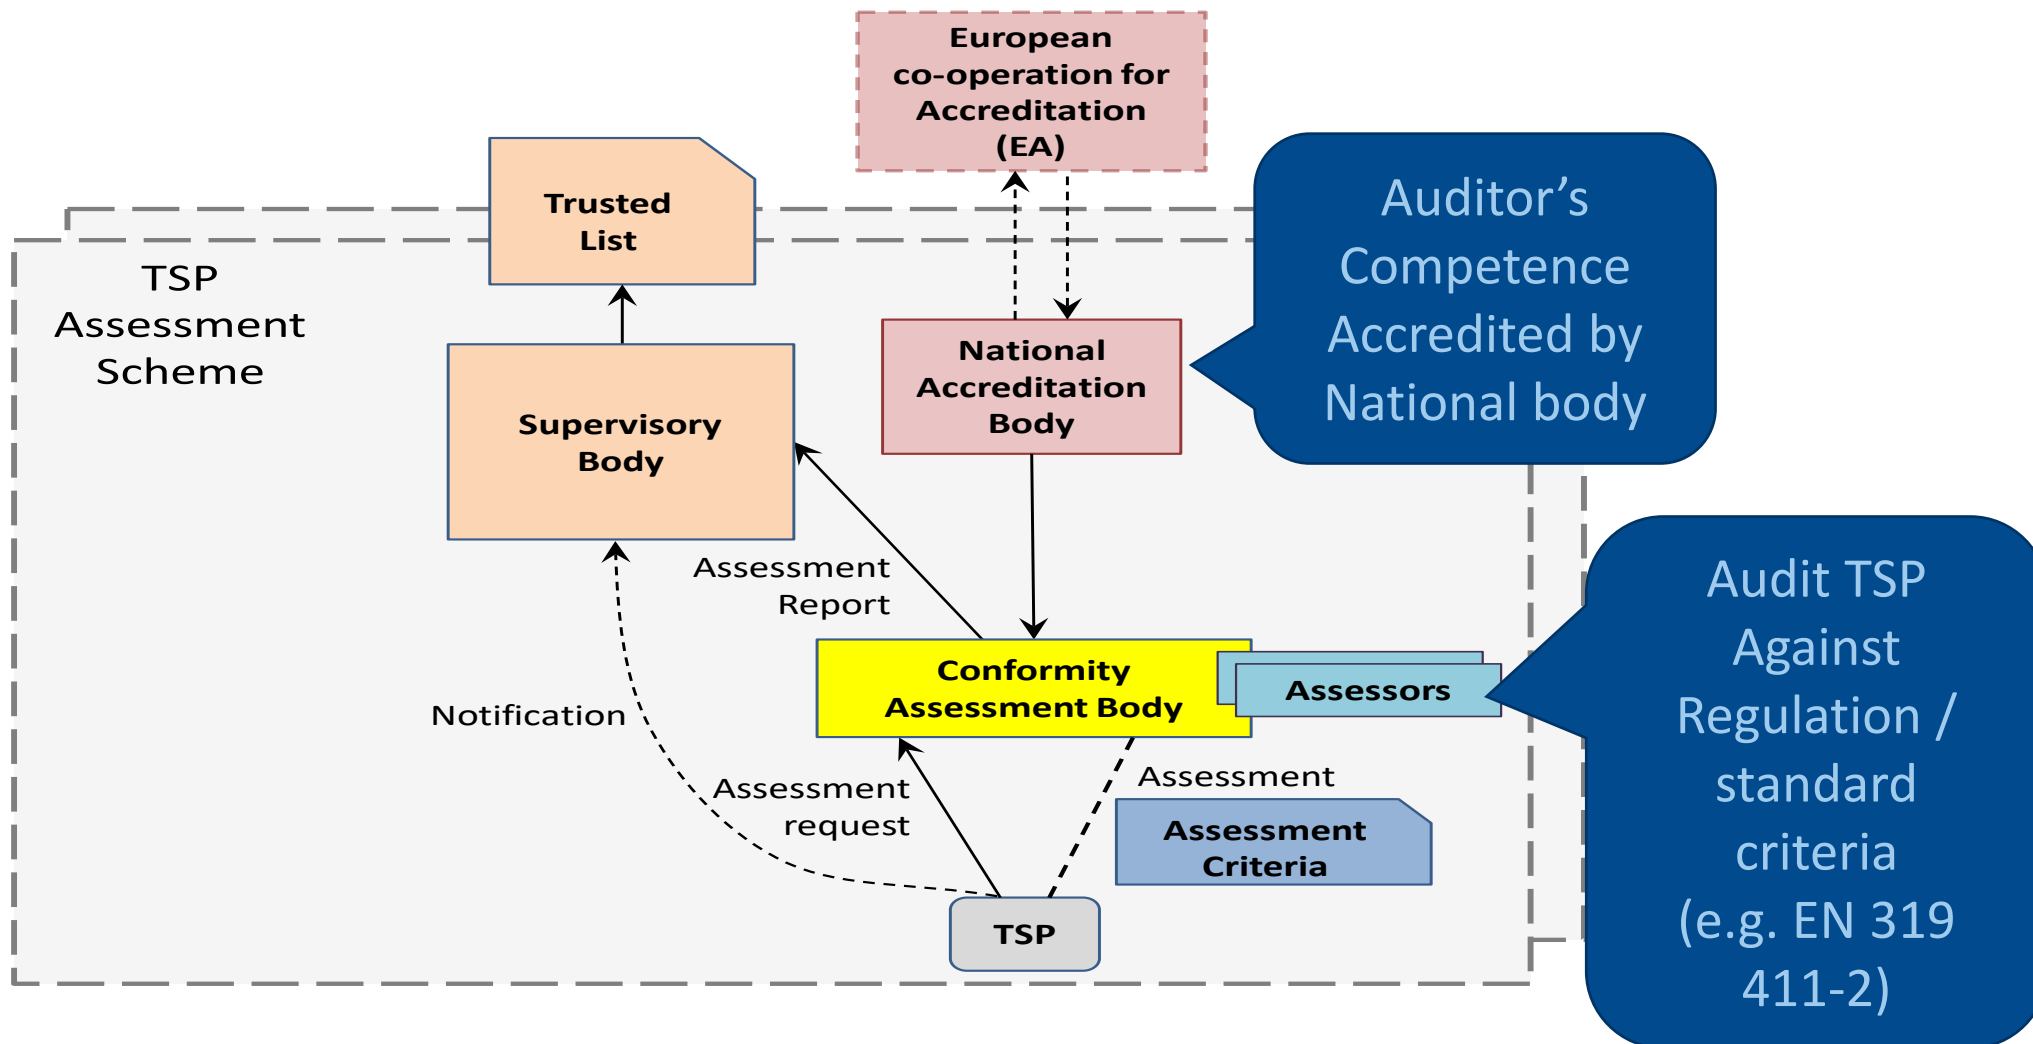 European
co-operation for
Accreditation
(EA)
Trusted
List
TSP
Assessment
Scheme
Auditor’s
Competence
Accredited by
National body
National
Accreditation
Body
Supervisory
Body
Assessment
Report
Conformity
Assessment Body
Assessors
Audit TSP
Against
Regulation /
standard
criteria
(e.g. EN 319
411-2)
Notification
Assessment
request
Assessment
Assessment
Criteria
TSP